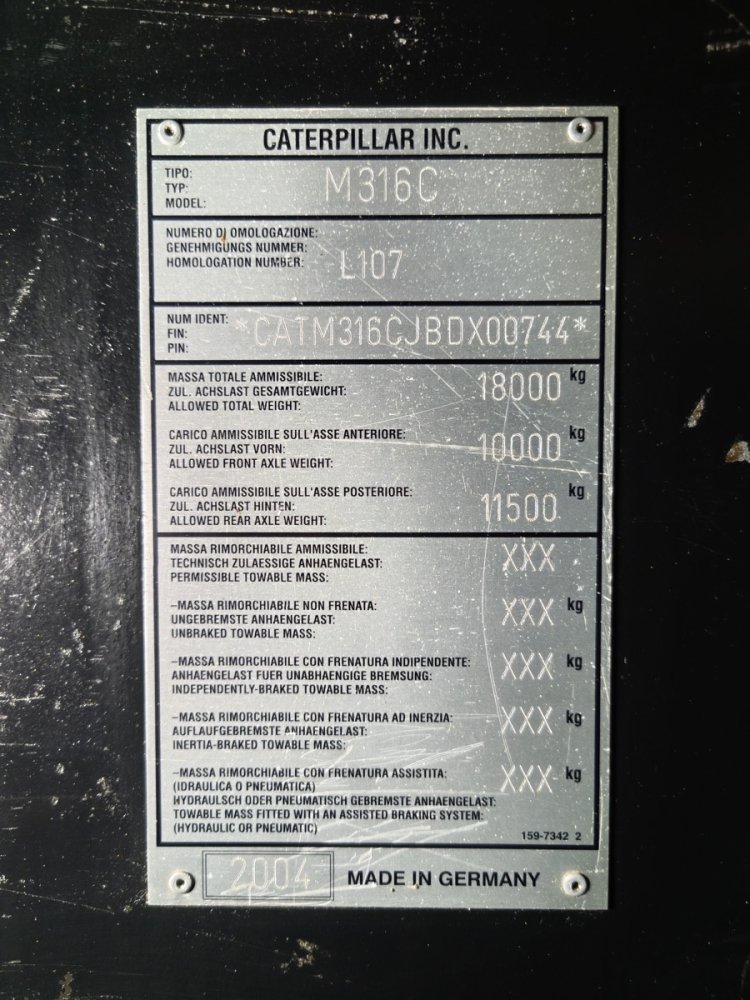 CATERPILLAR INC.
TIPO:
TYP:
MODEL:
M316C
NUMERO DI OMOLOGAZIONE:
GENEHMIGUNGS NUMMER:
HOMOLOGATION NUMBER:
L107
NUM IDENT:
FIN:
PIN:
*CATM316CJBDX00744*
MASSA TOTALE AMMISSIBILE:
ZUL. ACHSLAST GESAMTGEWICHT:
ALLOWED TOTAL WEIGHT:
18000 kg
CARICO AMMISSIBILE SULL'ASSE ANTERIORE:
ZUL. ACHSLAST VORN:
ALLOWED FRONT AXLE WEIGHT:
10000 kg
CARICO AMMISSIBILE SULL'ASSE POSTERIORE:
ZUL. ACHSLAST HINTEN:
ALLOWED REAR AXLE WEIGHT:
11500 kg
MASSA RIMORCHIABILE AMMISSIBILE:
TECHNISCH ZULAESSIGE ANHAENGELAST:
PERMISSIBLE TOWABLE MASS:
XXX
–MASSA RIMORCHIABILE NON FRENATA:
UNGEBREMSTE ANHAENGELAST:
UNBRAKED TOWABLE MASS:
XXX kg
–MASSA RIMORCHIABILE CON FRENATURA INDIPENDENTE:
ANHAENGELAST FUER UNABHAENGIGE BREMSUNG:
INDEPENDENTLY-BRAKED TOWABLE MASS:
XXX kg
–MASSA RIMORCHIABILE CON FRENATURA AD INERZIA:
AUFLAUFGEBREMSTE ANHAENGELAST:
INERTIA-BRAKED TOWABLE MASS:
XXX kg
–MASSA RIMORCHIABILE CON FRENATURA ASSISTITA:
(IDRAULICA O PNEUMATICA)
HYDRAULSCH ODER PNEUMATISCH GEBREMSTE ANHAENGELAST:
TOWABLE MASS FITTED WITH AN ASSISTED BRAKING SYSTEM:
(HYDRAULIC OR PNEUMATIC)
XXX kg
159-7342 2
2004 MADE IN GERMANY